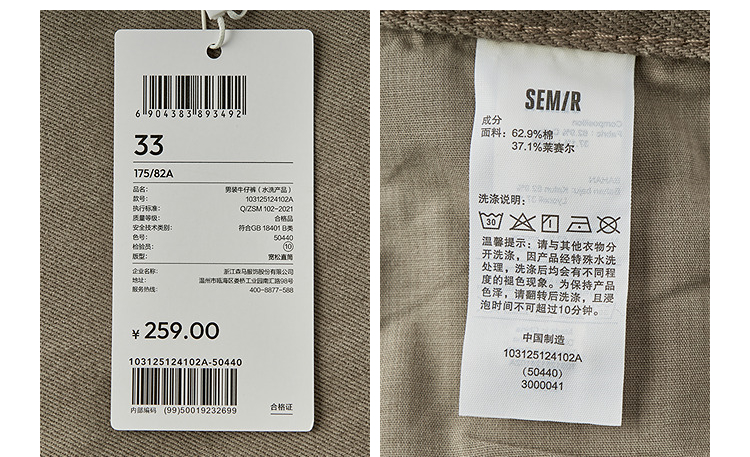 6 904383 893492
33
175/82A
品名: 男装牛仔裤(水洗产品)
款号: 103125124102A
执行标准: Q/ZSM 102-2021
质量等级: 合格品
安全技术类别: 符合GB 18401 B类
色号: 50440
检验员: 10
版型: 宽松直筒
企业名称: 浙江森马服饰股份有限公司
地址: 温州市瓯海区娄桥工业园南汇路98号
服务热线: 400-8877-588
¥ 259.00
103125124102A-50440
内部编码 (99)50019232699
合格证
SEM/R
成分
面料: 62.9%棉
37.1%莱赛尔
洗涤说明:
30
温馨提示: 请与其他衣物分
开洗涤, 因产品经特殊水洗
处理, 洗涤后均会有不同程
度的褪色现象。为保持产品
色泽, 请翻转后洗涤, 且浸
泡时间不可超过10分钟。
中国制造
103125124102A
(50440)
3000041